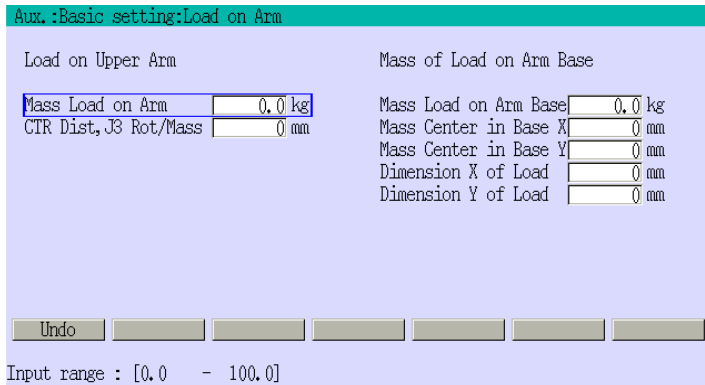 Aux.:Basic setting:Load on Arm
Load on Upper Arm
Mass Load on Arm 0.0 kg
CTR Dist,J3 Rot/Mass 0 mm
Mass of Load on Arm Base
Mass Load on Arm Base 0.0 kg
Mass Center in Base X 0 mm
Mass Center in Base Y 0 mm
Dimension X of Load 0 mm
Dimension Y of Load 0 mm
Undo
Input range : [0.0 - 100.0]